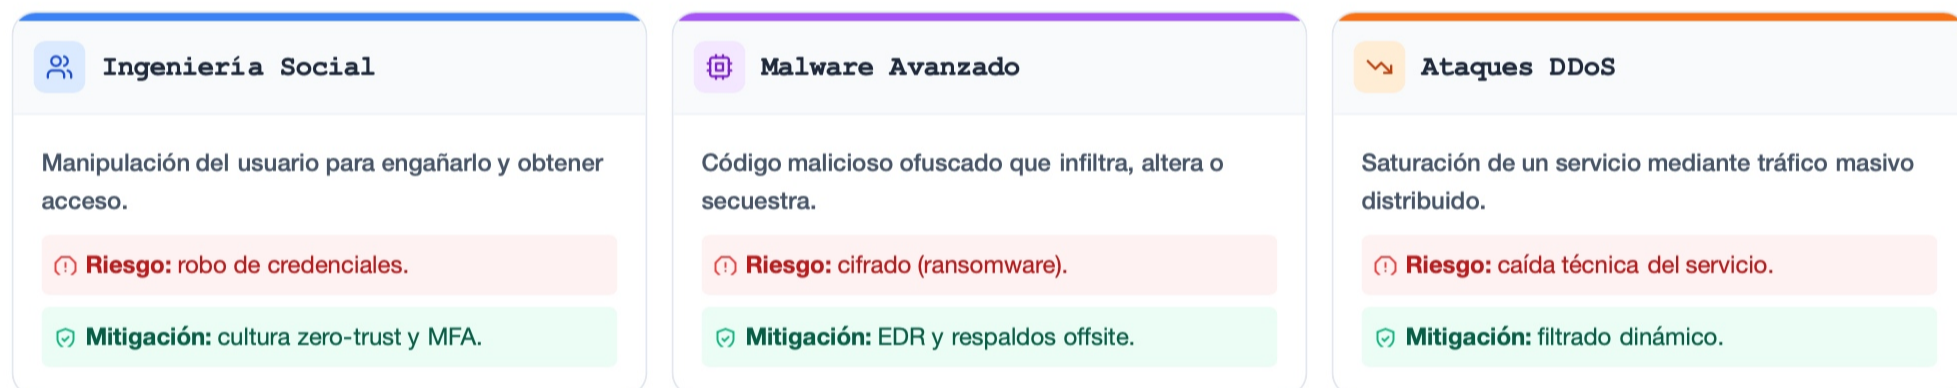 Ingeniería Social
Manipulación del usuario para engañarlo y obtener
acceso.
Riesgo: robo de credenciales.
Mitigación: cultura zero-trust y MFA.
Malware Avanzado
Código malicioso ofuscado que infiltra, altera o
secuestra.
Riesgo: cifrado (ransomware).
Mitigación: EDR y respaldos offsite.
Ataques DDoS
Saturación de un servicio mediante tráfico masivo
distribuido.
Riesgo: caída técnica del servicio.
Mitigación: filtrado dinámico.